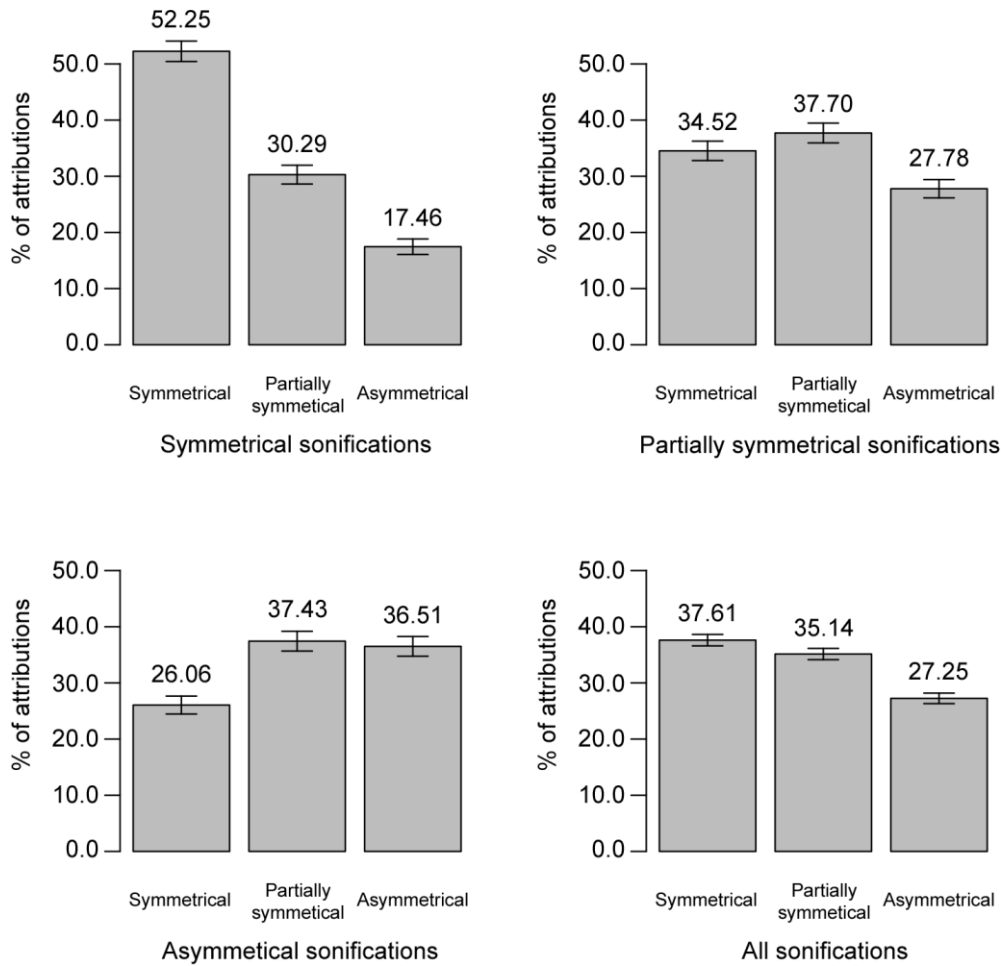 52.25
50.0
40.0
30.0
20.0
10.0
0.0
% of attributions
30.29
17.46
Symmetrical
Partially
symmetical
Asymmetrical
Symmetrical sonifications
50.0
40.0
30.0
20.0
10.0
0.0
% of attributions
34.52
37.70
27.78
Symmetrical
Partially
symmetical
Asymmetrical
Partially symmetrical sonifications
50.0
40.0
30.0
20.0
10.0
0.0
% of attributions
26.06
37.43
36.51
Symmetrical
Partially
symmetical
Asymmetrical
Asymmetical sonifications
50.0
40.0
30.0
20.0
10.0
0.0
% of attributions
37.61
35.14
27.25
Symmetrical
Partially
symmetical
Asymmetrical
All sonifications